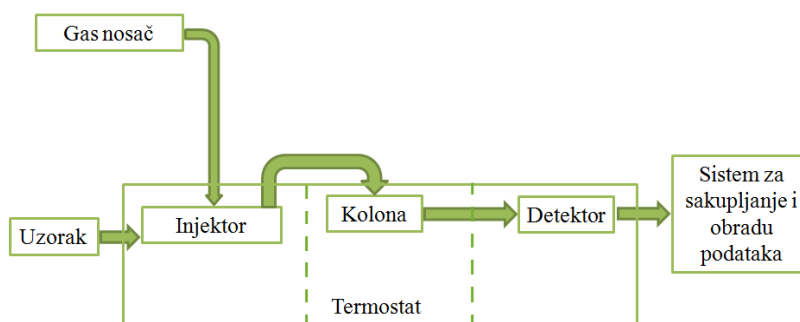 Gas nosač
Uzorak
Injektor
Kolona
Detektor
Sistem za
sakupljanje i
obradu
podataka
Termostat